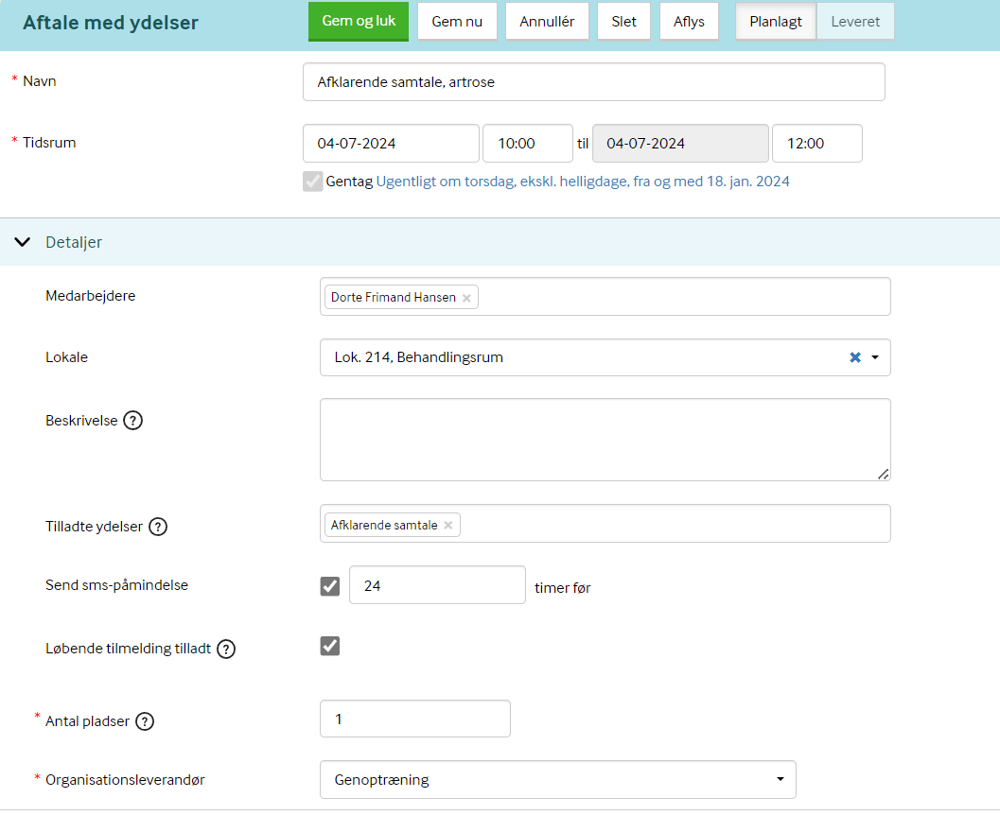 Aftale med ydelser Gem og luk Gem nu Annullér Slet Aflys Planlagt Leveret
* Navn Afklarende samtale, artrose
* Tidsrum 04-07-2024 10:00 til 04-07-2024 12:00
Gentag Ugentligt om torsdag, ekskl. helligdage, fra og med 18. jan. 2024
Detaljer
Medarbejdere Dorte Frimand Hansen ×
Lokale Lok. 214, Behandlingsrum
Beskrivelse ?
Tilladte ydelser ? Afklarende samtale ×
Send sms-påmindelse 24 timer før
Løbende tilmelding tilladt ?
* Antal pladser ? 1
* Organisationsleverandør Genoptræning